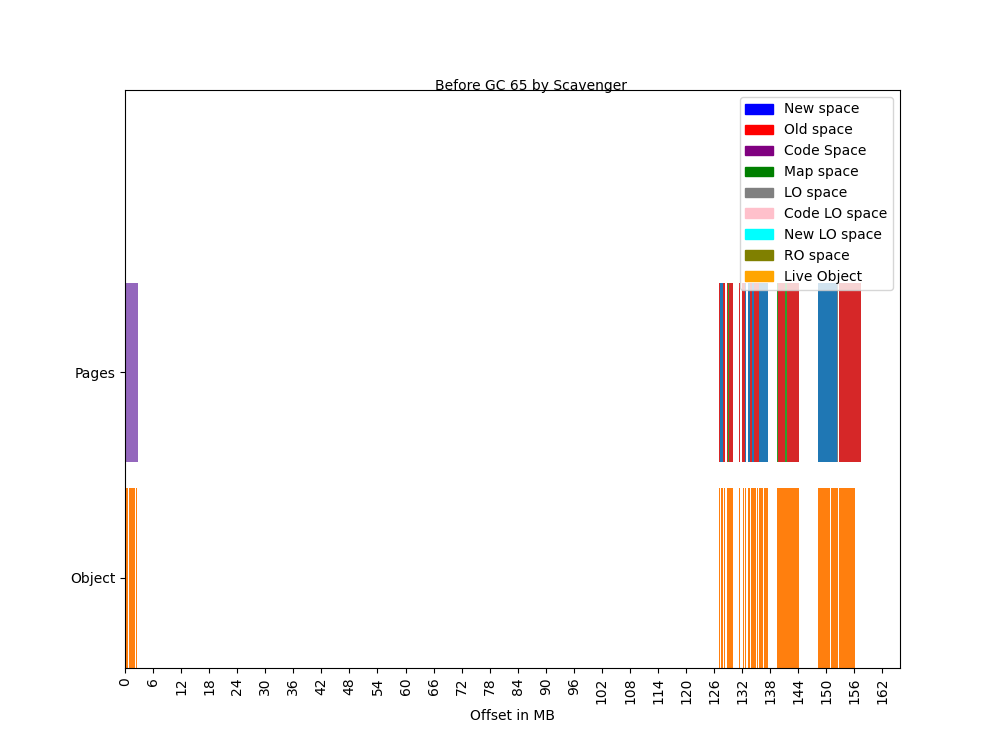 Before GC 65 by Scavenger
New space
Old space
Code Space
Map space
LO space
Code LO space
New LO space
RO space
Live Object
Pages
Object
0 6 12 18 24 30 36 42 48 54 60 66 72 78 84 90 96 102 108 114 120 126 132 138 144 150 156 162
Offset in MB